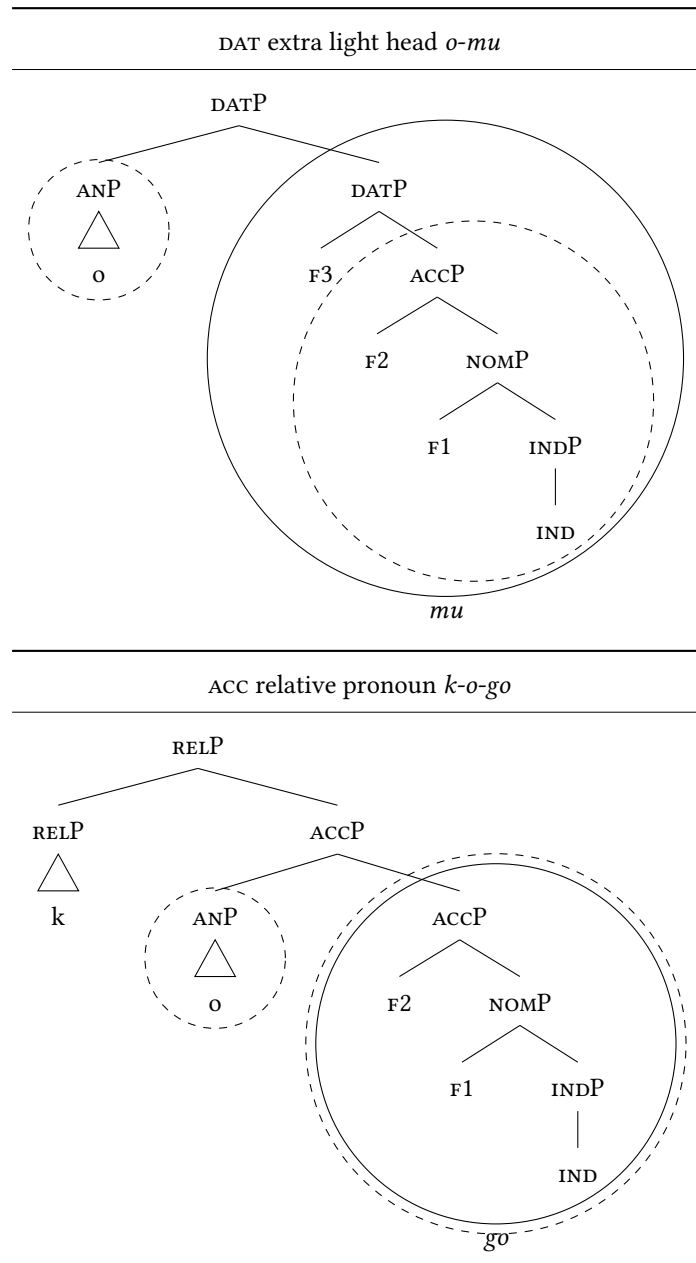 DAT extra light head o-mu
DATP
ANP DATP
o F3 ACCP
F2 NOMP
F1 INDP
IND
mu
ACC relative pronoun k-o-go
RELP
RELP ACCP
k ANP ACCP
o F2 NOMP
F1 INDP
IND
go